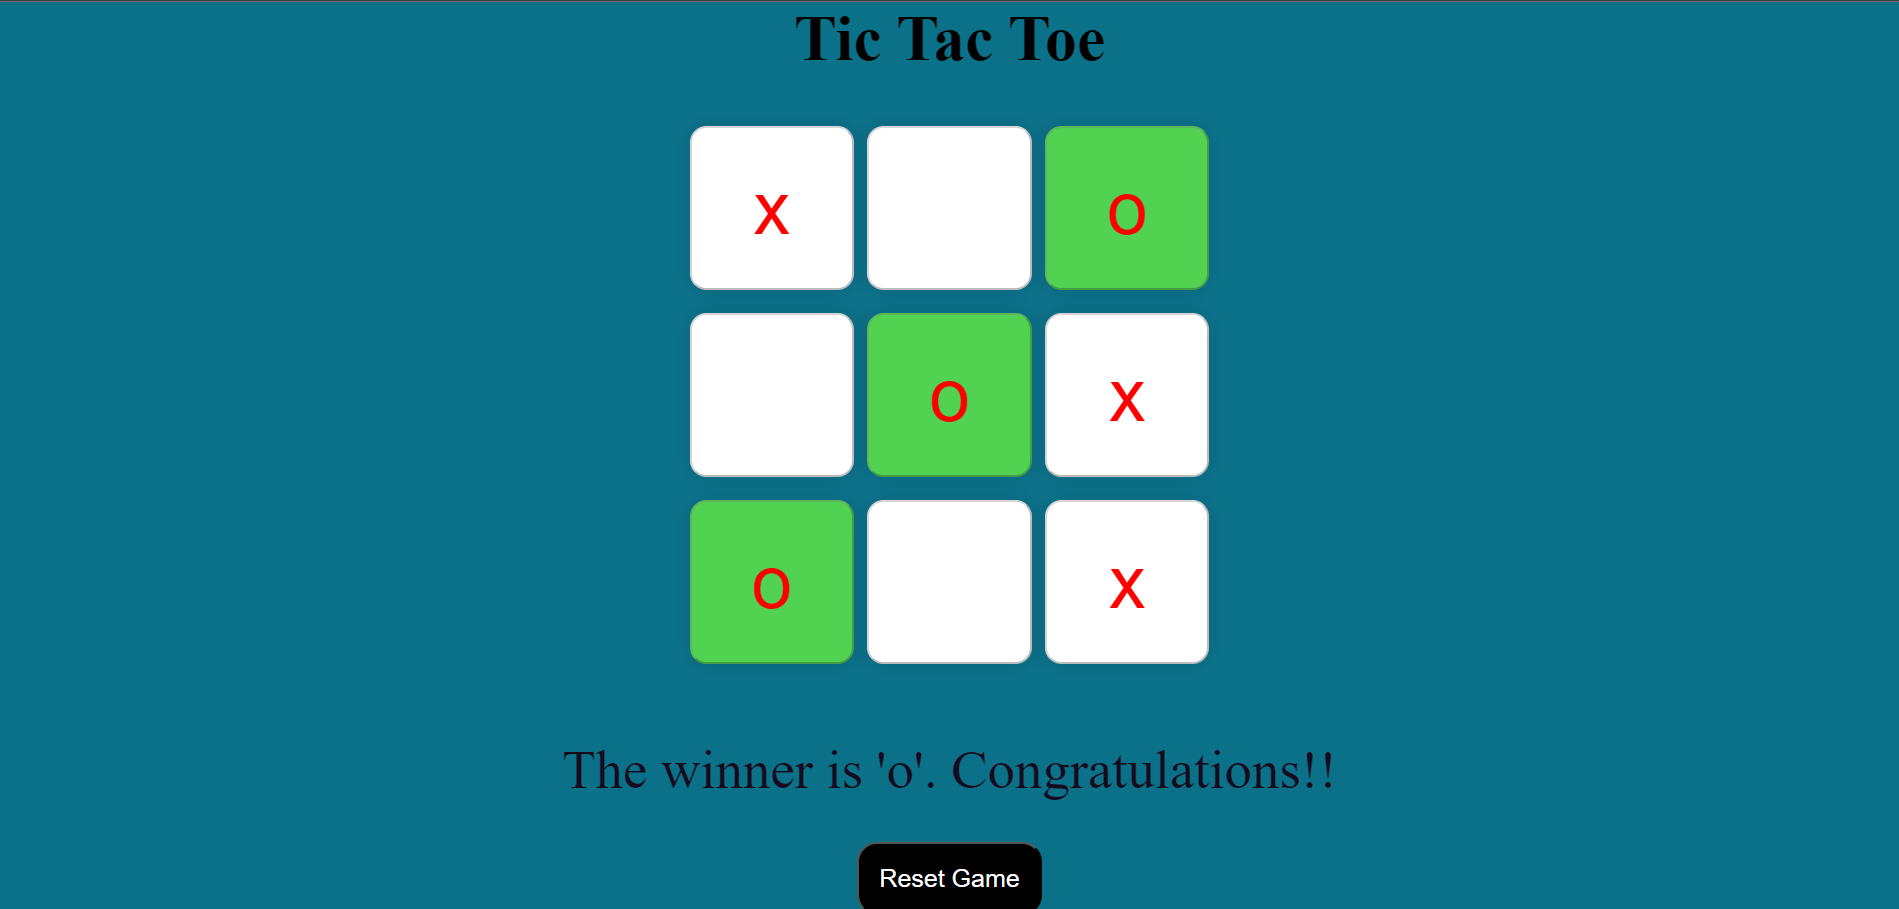 Tic Tac Toe
x o
o x
o x
The winner is 'o'. Congratulations!!
Reset Game